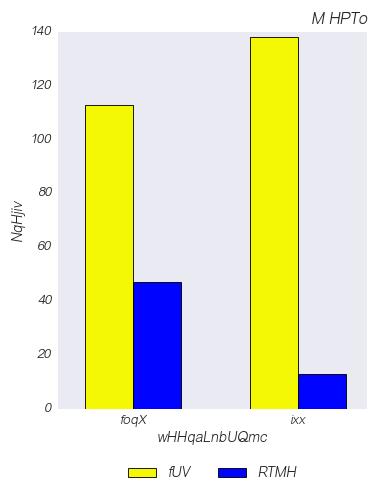 M HPTo
140
120
100
80
60
40
20
0
NqHjiv
foqX ixx
wHHqaLnbUQmc
fUV RTMH